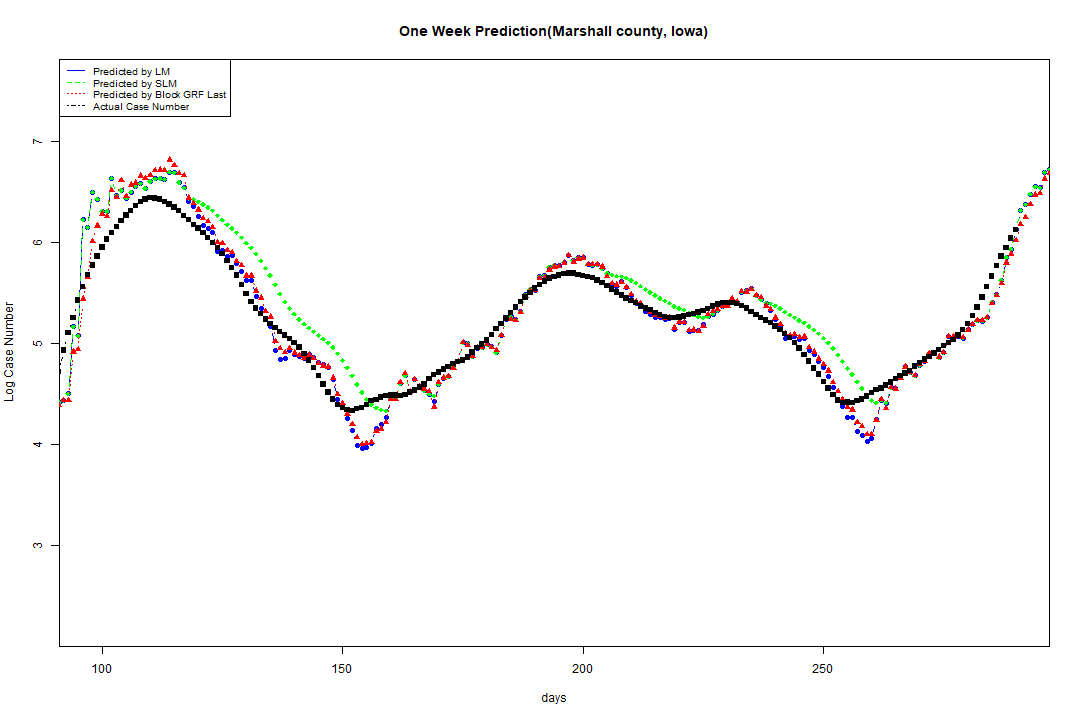 One Week Prediction(Marshall county, Iowa)
Predicted by LM
Predicted by SLM
Predicted by Block GRF Last
Actual Case Number
7
6
5
4
3
Log Case Number
100
150
200
250
days